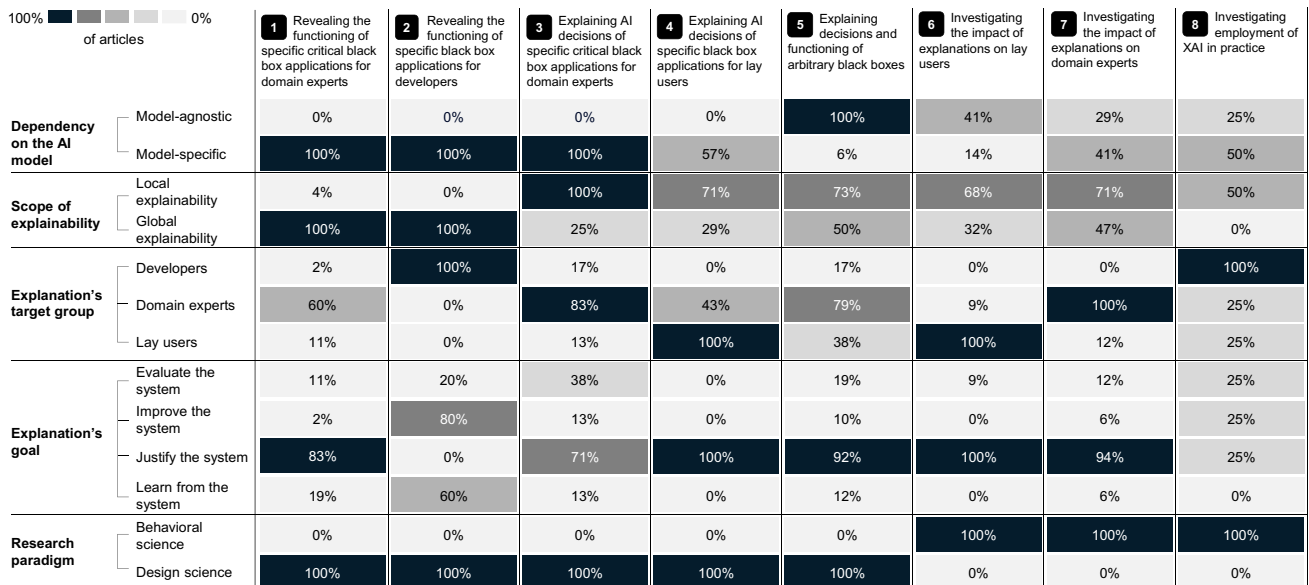 100% 0%
of articles
1 Revealing the
functioning of
specific critical black
box applications for
domain experts
2 Revealing the
functioning of
specific black box
applications for
developers
3 Explaining AI
decisions of
specific critical black
box applications for
domain experts
4 Explaining AI
decisions of
specific black box
applications for lay
users
5 Explaining
decisions and
functioning of
arbitrary black boxes
6 Investigating
the impact of
explanations on lay
users
7 Investigating
the impact of
explanations on
domain experts
8 Investigating
employment of
XAI in practice
Dependency
on the AI
model
Model-agnostic 0% 0% 0% 0% 100% 41% 29% 25%
Model-specific 100% 100% 100% 57% 6% 14% 41% 50%
Scope of
explainability
Local
explainability 4% 0% 100% 71% 73% 68% 71% 50%
Global
explainability 100% 100% 25% 29% 50% 32% 47% 0%
Explanation's
target group
Developers 2% 100% 17% 0% 17% 0% 0% 100%
Domain experts 60% 0% 83% 43% 79% 9% 100% 25%
Lay users 11% 0% 13% 100% 38% 100% 12% 25%
Explanation's
goal
Evaluate the
system 11% 20% 38% 0% 19% 9% 12% 25%
Improve the
system 2% 80% 13% 0% 10% 0% 6% 25%
Justify the system 83% 0% 71% 100% 92% 100% 94% 25%
Learn from the
system 19% 60% 13% 0% 12% 0% 6% 0%
Research
paradigm
Behavioral
science 0% 0% 0% 0% 0% 100% 100% 100%
Design science 100% 100% 100% 100% 100% 0% 0% 0%